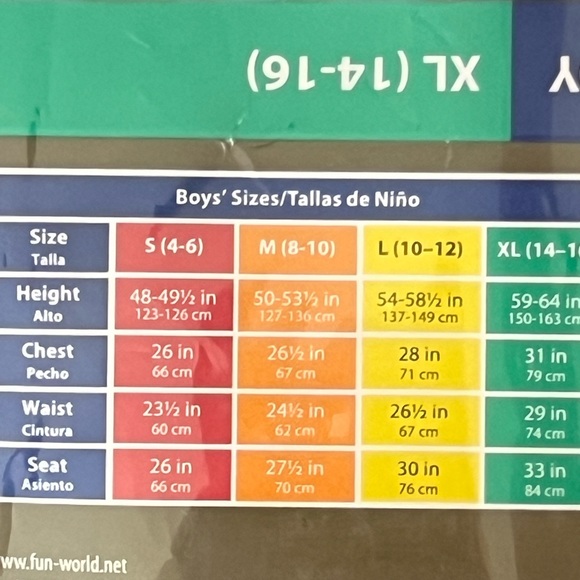 XL (14-16)
Y
Boys’ Sizes/Tallas de Niño
Size S (4-6) M (8-10) L (10–12) XL (14–1
Talla
Height 48-49½ in 50-53½ in 54-58½ in 59-64 in
Alto 123-126 cm 127-136 cm 137-149 cm 150-163 cm
Chest 26 in 26½ in 28 in 31 in
Pecho 66 cm 67 cm 71 cm 79 cm
Waist 23½ in 24½ in 26½ in 29 in
Cintura 60 cm 62 cm 67 cm 74 cm
Seat 26 in 27½ in 30 in 33 in
Asiento 66 cm 70 cm 76 cm 84 cm
ww.fun-world.net